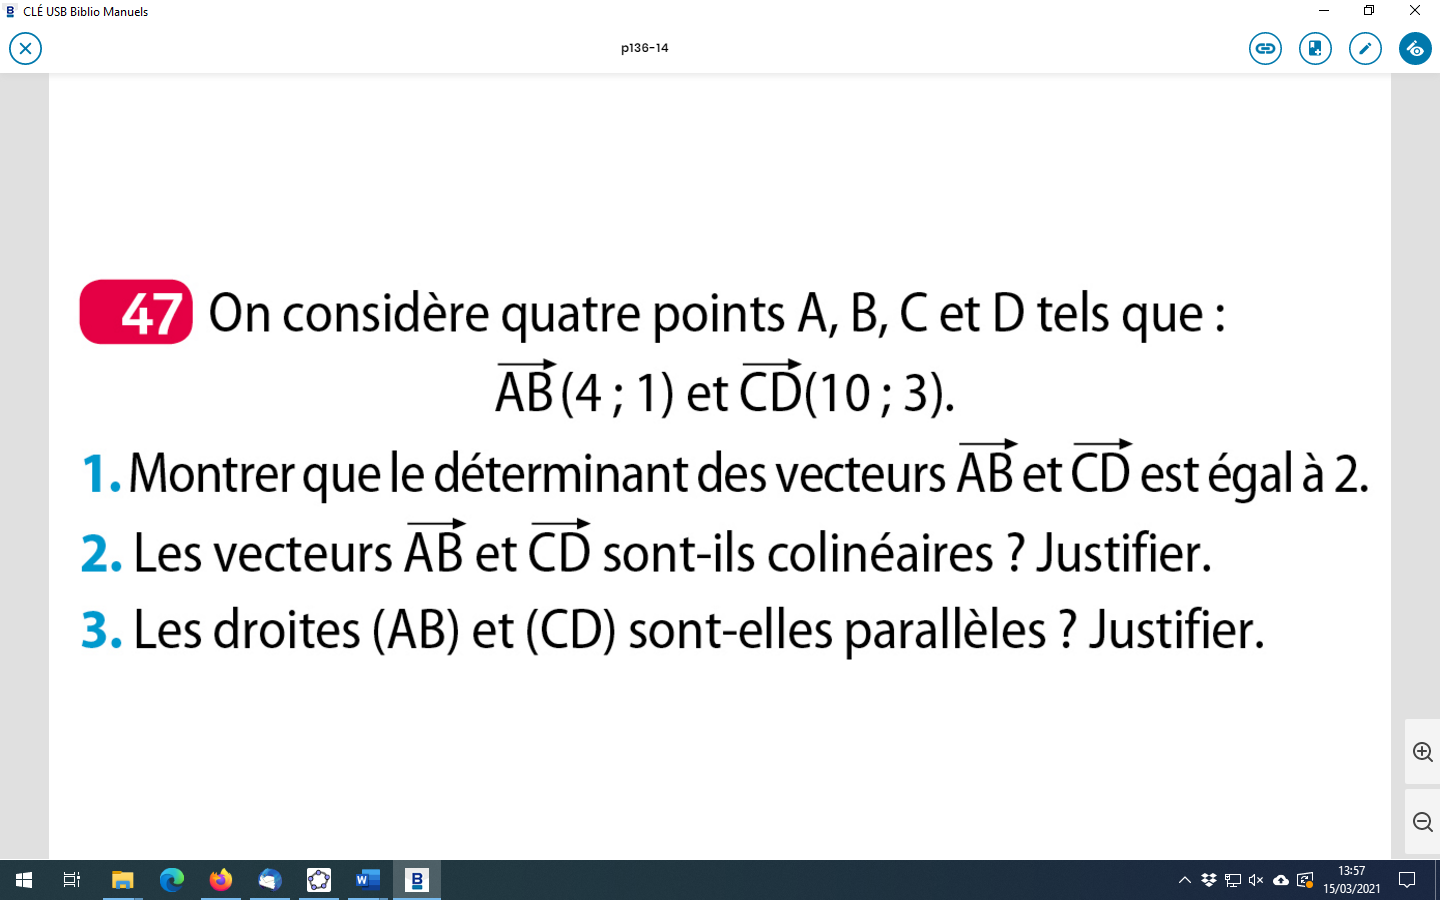 CLÉ USB Biblio Manuels
p136-14
47 On considère quatre points A, B, C et D tels que :
AB(4 ; 1) et CD(10 ; 3).
1. Montrer que le déterminant des vecteurs AB et CD est égal à 2.
2. Les vecteurs AB et CD sont-ils colinéaires ? Justifier.
3. Les droites (AB) et (CD) sont-elles parallèles ? Justifier.
13:57
15/03/2021